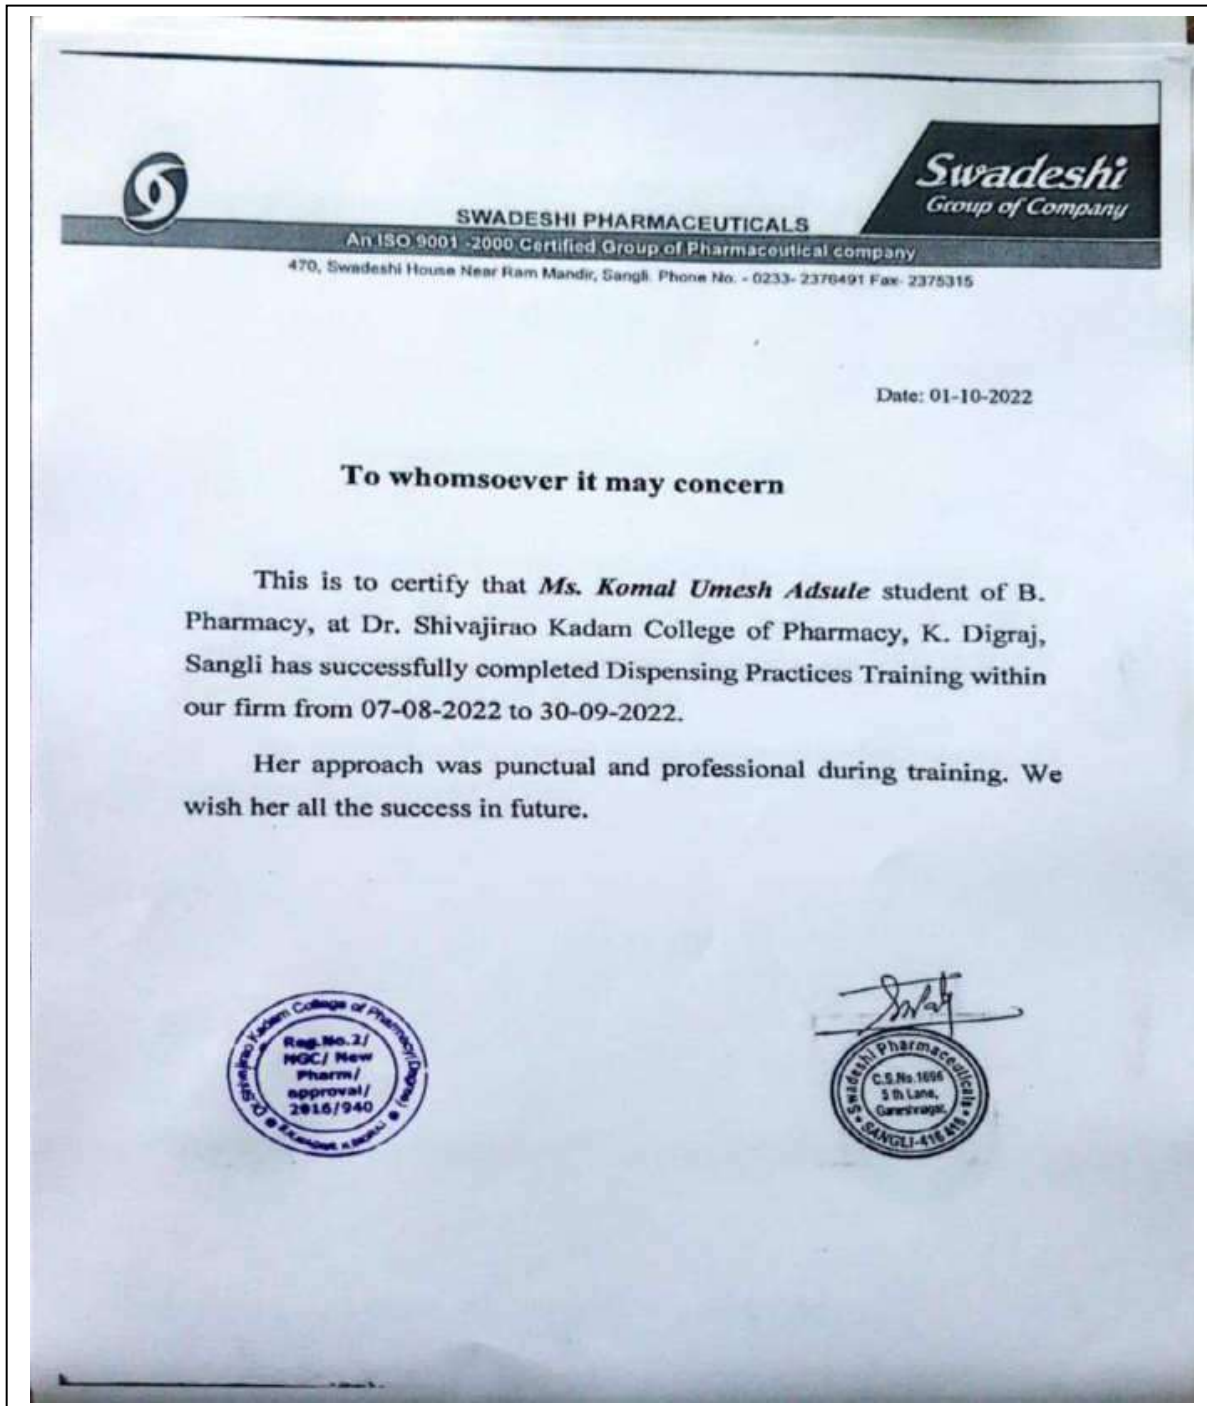 Swadeshi
Group of Company
SWADESHI PHARMACEUTICALS
An ISO 9001 -2000 Certified Group of Pharmaceutical company
470, Swadeshi House Near Ram Mandir, Sangli. Phone No. - 0233- 2376491 Fax- 2375315
Date: 01-10-2022
To whomsoever it may concern
This is to certify that Ms. Komal Umesh Adsule student of B.
Pharmacy, at Dr. Shivajirao Kadam College of Pharmacy, K. Digraj,
Sangli has successfully completed Dispensing Practices Training within
our firm from 07-08-2022 to 30-09-2022.
Her approach was punctual and professional during training. We
wish her all the success in future.
Dr. Shivajirao Kadam College of Pharmacy
Reg.No.2/
NGC/ New
Pharm/
approval/
2016/940
Swadeshi Pharmaceuticals
C.S.No.1696
5 th Lane,
Ganeshnagar,
SANGLI-416 416